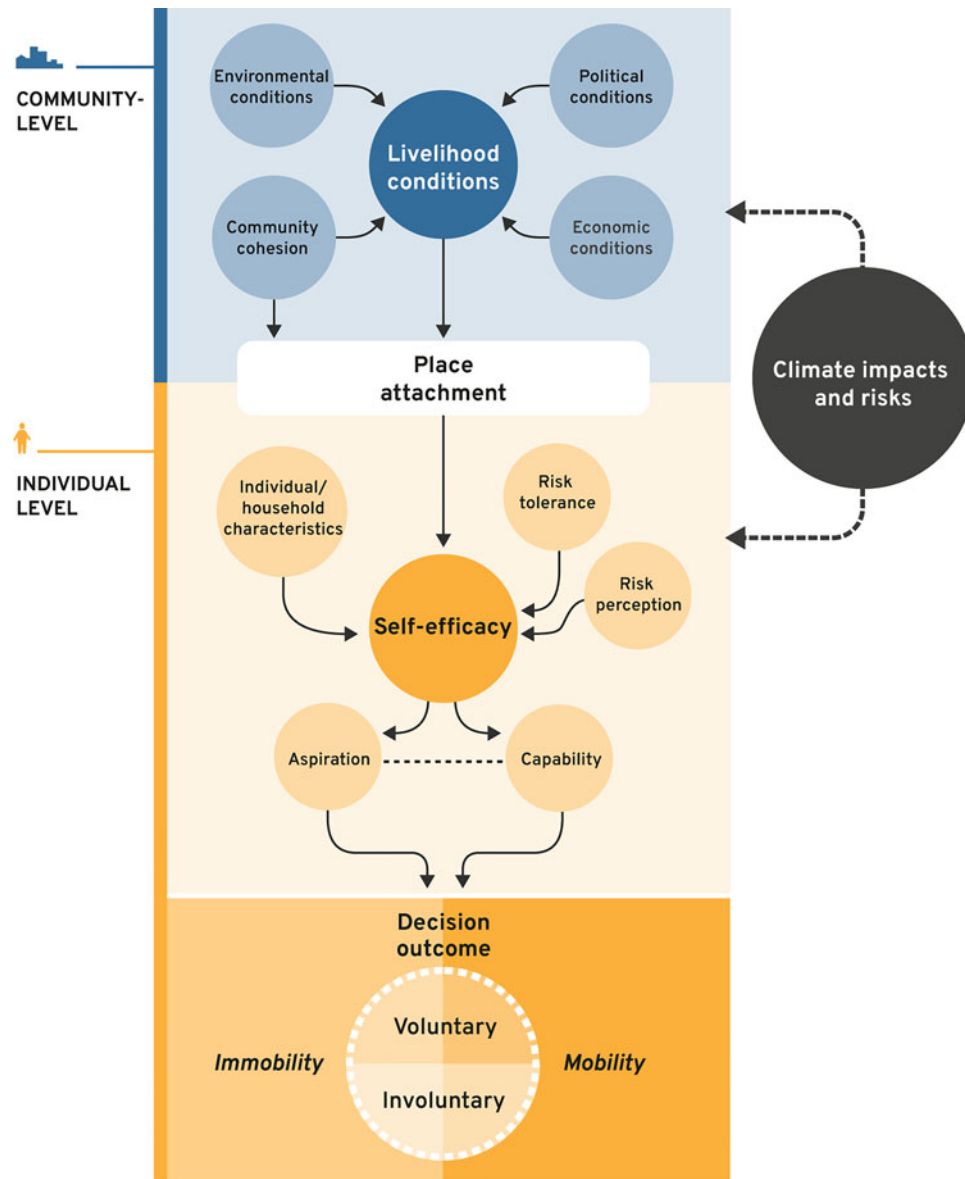 COMMUNITY-
LEVEL
Environmental
conditions
Political
conditions
Livelihood
conditions
Community
cohesion
Economic
conditions
Place
attachment
Climate impacts
and risks
INDIVIDUAL
LEVEL
Individual/
household
characteristics
Risk
tolerance
Risk
perception
Self-efficacy
Aspiration
Capability
Decision
outcome
Voluntary
Immobility
Mobility
Involuntary